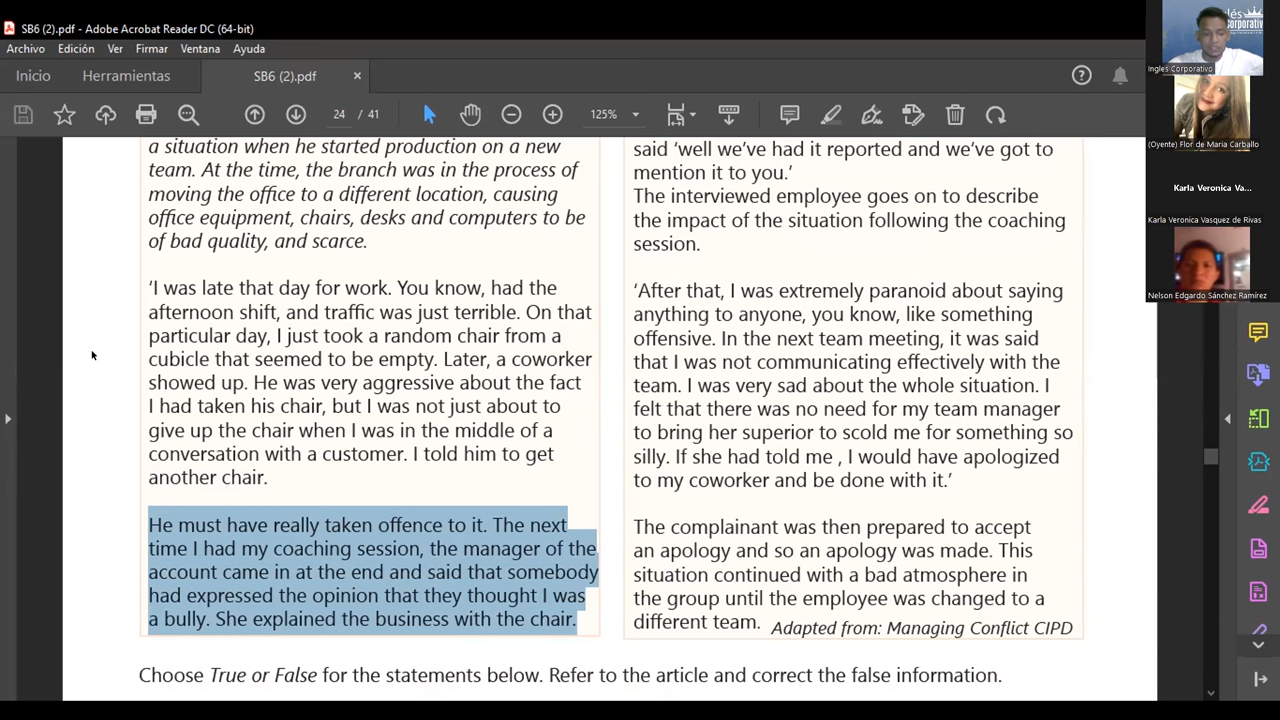 SB6 (2).pdf - Adobe Acrobat Reader DC (64-bit)
Archivo Edición Ver Firmar Ventana Ayuda
Inicio Herramientas SB6 (2).pdf ×
24 / 41 125%
a situation when he started production on a new
team. At the time, the branch was in the process of
moving the office to a different location, causing
office equipment, chairs, desks and computers to be
of bad quality, and scarce.
‘I was late that day for work. You know, had the
afternoon shift, and traffic was just terrible. On that
particular day, I just took a random chair from a
cubicle that seemed to be empty. Later, a coworker
showed up. He was very aggressive about the fact
I had taken his chair, but I was not just about to
give up the chair when I was in the middle of a
conversation with a customer. I told him to get
another chair.
He must have really taken offence to it. The next
time I had my coaching session, the manager of the
account came in at the end and said that somebody
had expressed the opinion that they thought I was
a bully. She explained the business with the chair.
said ‘well we’ve had it reported and we’ve got to
mention it to you.’
The interviewed employee goes on to describe
the impact of the situation following the coaching
session.
‘After that, I was extremely paranoid about saying
anything to anyone, you know, like something
offensive. In the next team meeting, it was said
that I was not communicating effectively with the
team. I was very sad about the whole situation. I
felt that there was no need for my team manager
to bring her superior to scold me for something so
silly. If she had told me , I would have apologized
to my coworker and be done with it.’
The complainant was then prepared to accept
an apology and so an apology was made. This
situation continued with a bad atmosphere in
the group until the employee was changed to a
different team. Adapted from: Managing Conflict CIPD
Choose True or False for the statements below. Refer to the article and correct the false information.
Ingles Corporativo
(Oyente) Flor de Maria Carballo
Karla Veronica Va...
Karla Veronica Vasquez de Rivas
Nelson Edgardo Sánchez Ramírez